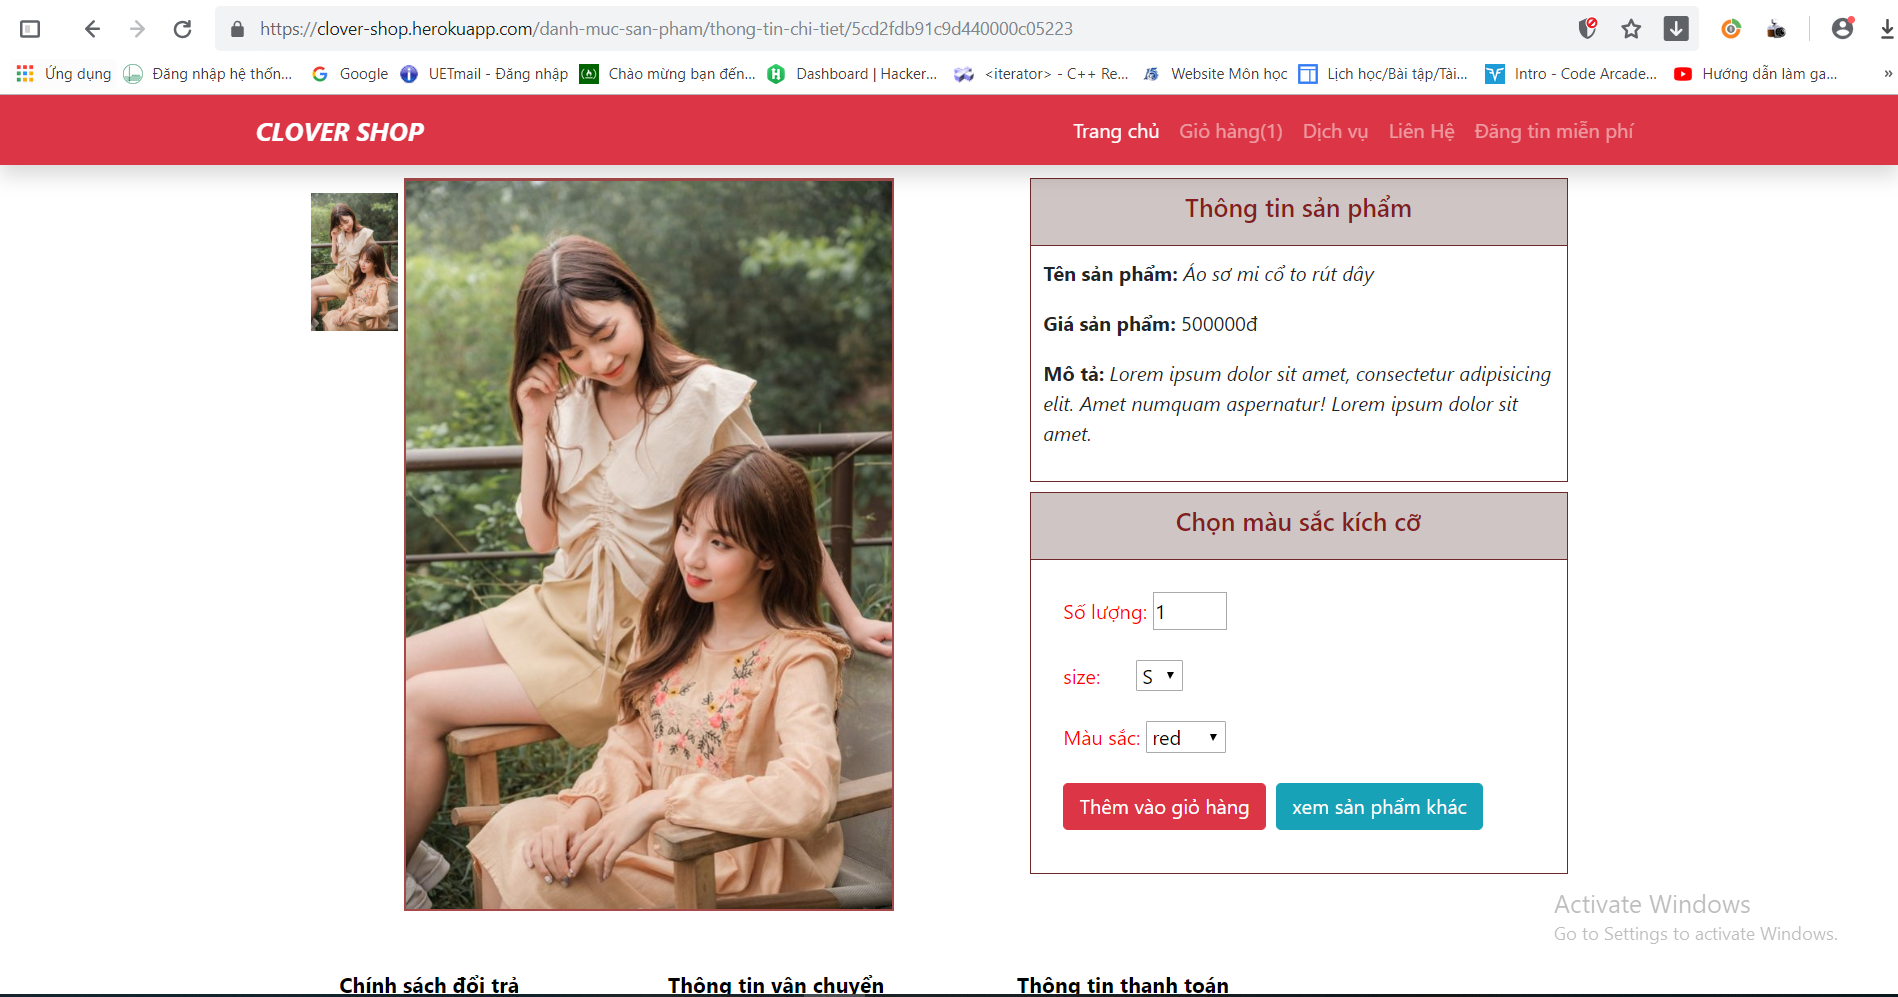 https://clover-shop.herokuapp.com/danh-muc-san-pham/thong-tin-chi-tiet/5cd2fdb91c9d440000c05223
Ứng dụng Đăng nhập hệ thốn... Google UETmail - Đăng nhập Chào mừng bạn đến... Dashboard | Hacker... <iterator> - C++ Re... Website Môn học Lịch học/Bài tập/Tài... Intro - Code Arcade... Hướng dẫn làm ga... »
CLOVER SHOP Trang chủ Giỏ hàng(1) Dịch vụ Liên Hệ Đăng tin miễn phí
Thông tin sản phẩm
Tên sản phẩm: Áo sơ mi cổ to rút dây
Giá sản phẩm: 500000đ
Mô tả: Lorem ipsum dolor sit amet, consectetur adipisicing
elit. Amet numquam aspernatur! Lorem ipsum dolor sit
amet.
Chọn màu sắc kích cỡ
Số lượng: 1
size: S
Màu sắc: red
Thêm vào giỏ hàng xem sản phẩm khác
Activate Windows
Go to Settings to activate Windows.
Chính sách đổi trả Thông tin vận chuyển Thông tin thanh toán